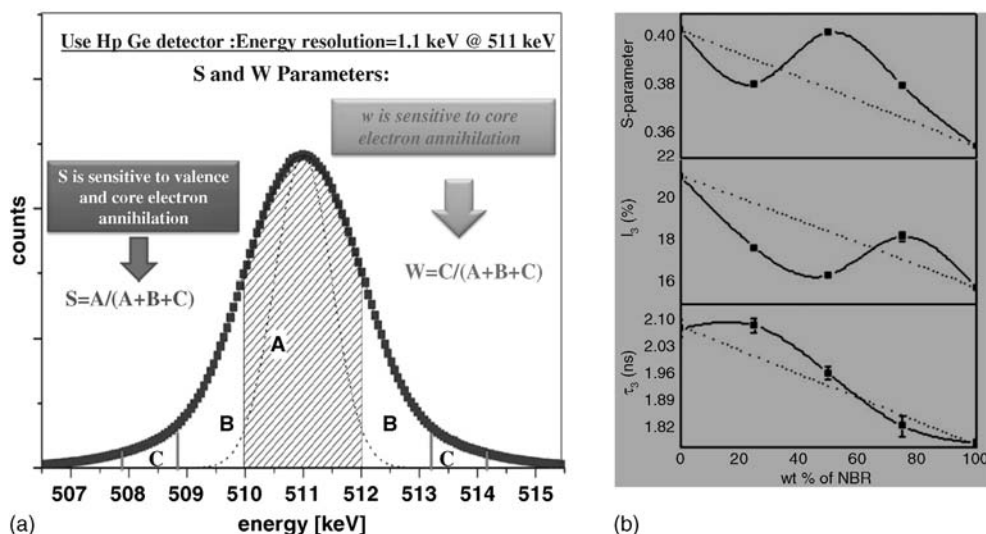 Use Hp Ge detector :Energy resolution=1.1 keV @ 511 keV
S and W Parameters:
w is sensitive to core
electron annihilation
S is sensitive to valence
and core electron
annihilation
S=A/(A+B+C)
W=C/(A+B+C)
A
B
B
C
C
counts
507
508
509
510
511
512
513
514
515
energy [keV]
(a)
0.40
0.38
0.36
S-parameter
22
20
18
16
I3 (%)
2.10
2.03
1.96
1.89
1.82
τ3 (ns)
0
20
40
60
80
100
wt % of NBR
(b)